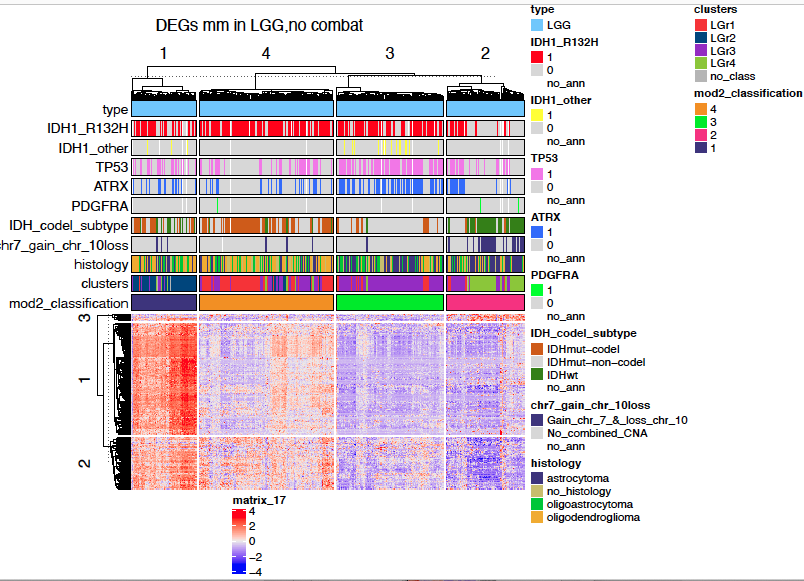 DEGs mm in LGG,no combat
1
4
3
2
type
IDH1_R132H
IDH1_other
TP53
ATRX
PDGFRA
IDH_codel_subtype
chr7_gain_chr_10loss
histology
clusters
mod2_classification
3
1
2
matrix_17
4
2
0
−2
−4
type
LGG
IDH1_R132H
1
0
no_ann
IDH1_other
1
0
no_ann
TP53
1
0
no_ann
ATRX
1
0
no_ann
PDGFRA
1
0
no_ann
IDH_codel_subtype
IDHmut−codel
IDHmut−non−codel
IDHwt
no_ann
chr7_gain_chr_10loss
Gain_chr_7_&_loss_chr_10
No_combined_CNA
no_ann
histology
astrocytoma
no_histology
oligoastrocytoma
oligodendroglioma
clusters
LGr1
LGr2
LGr3
LGr4
no_class
mod2_classification
4
3
2
1